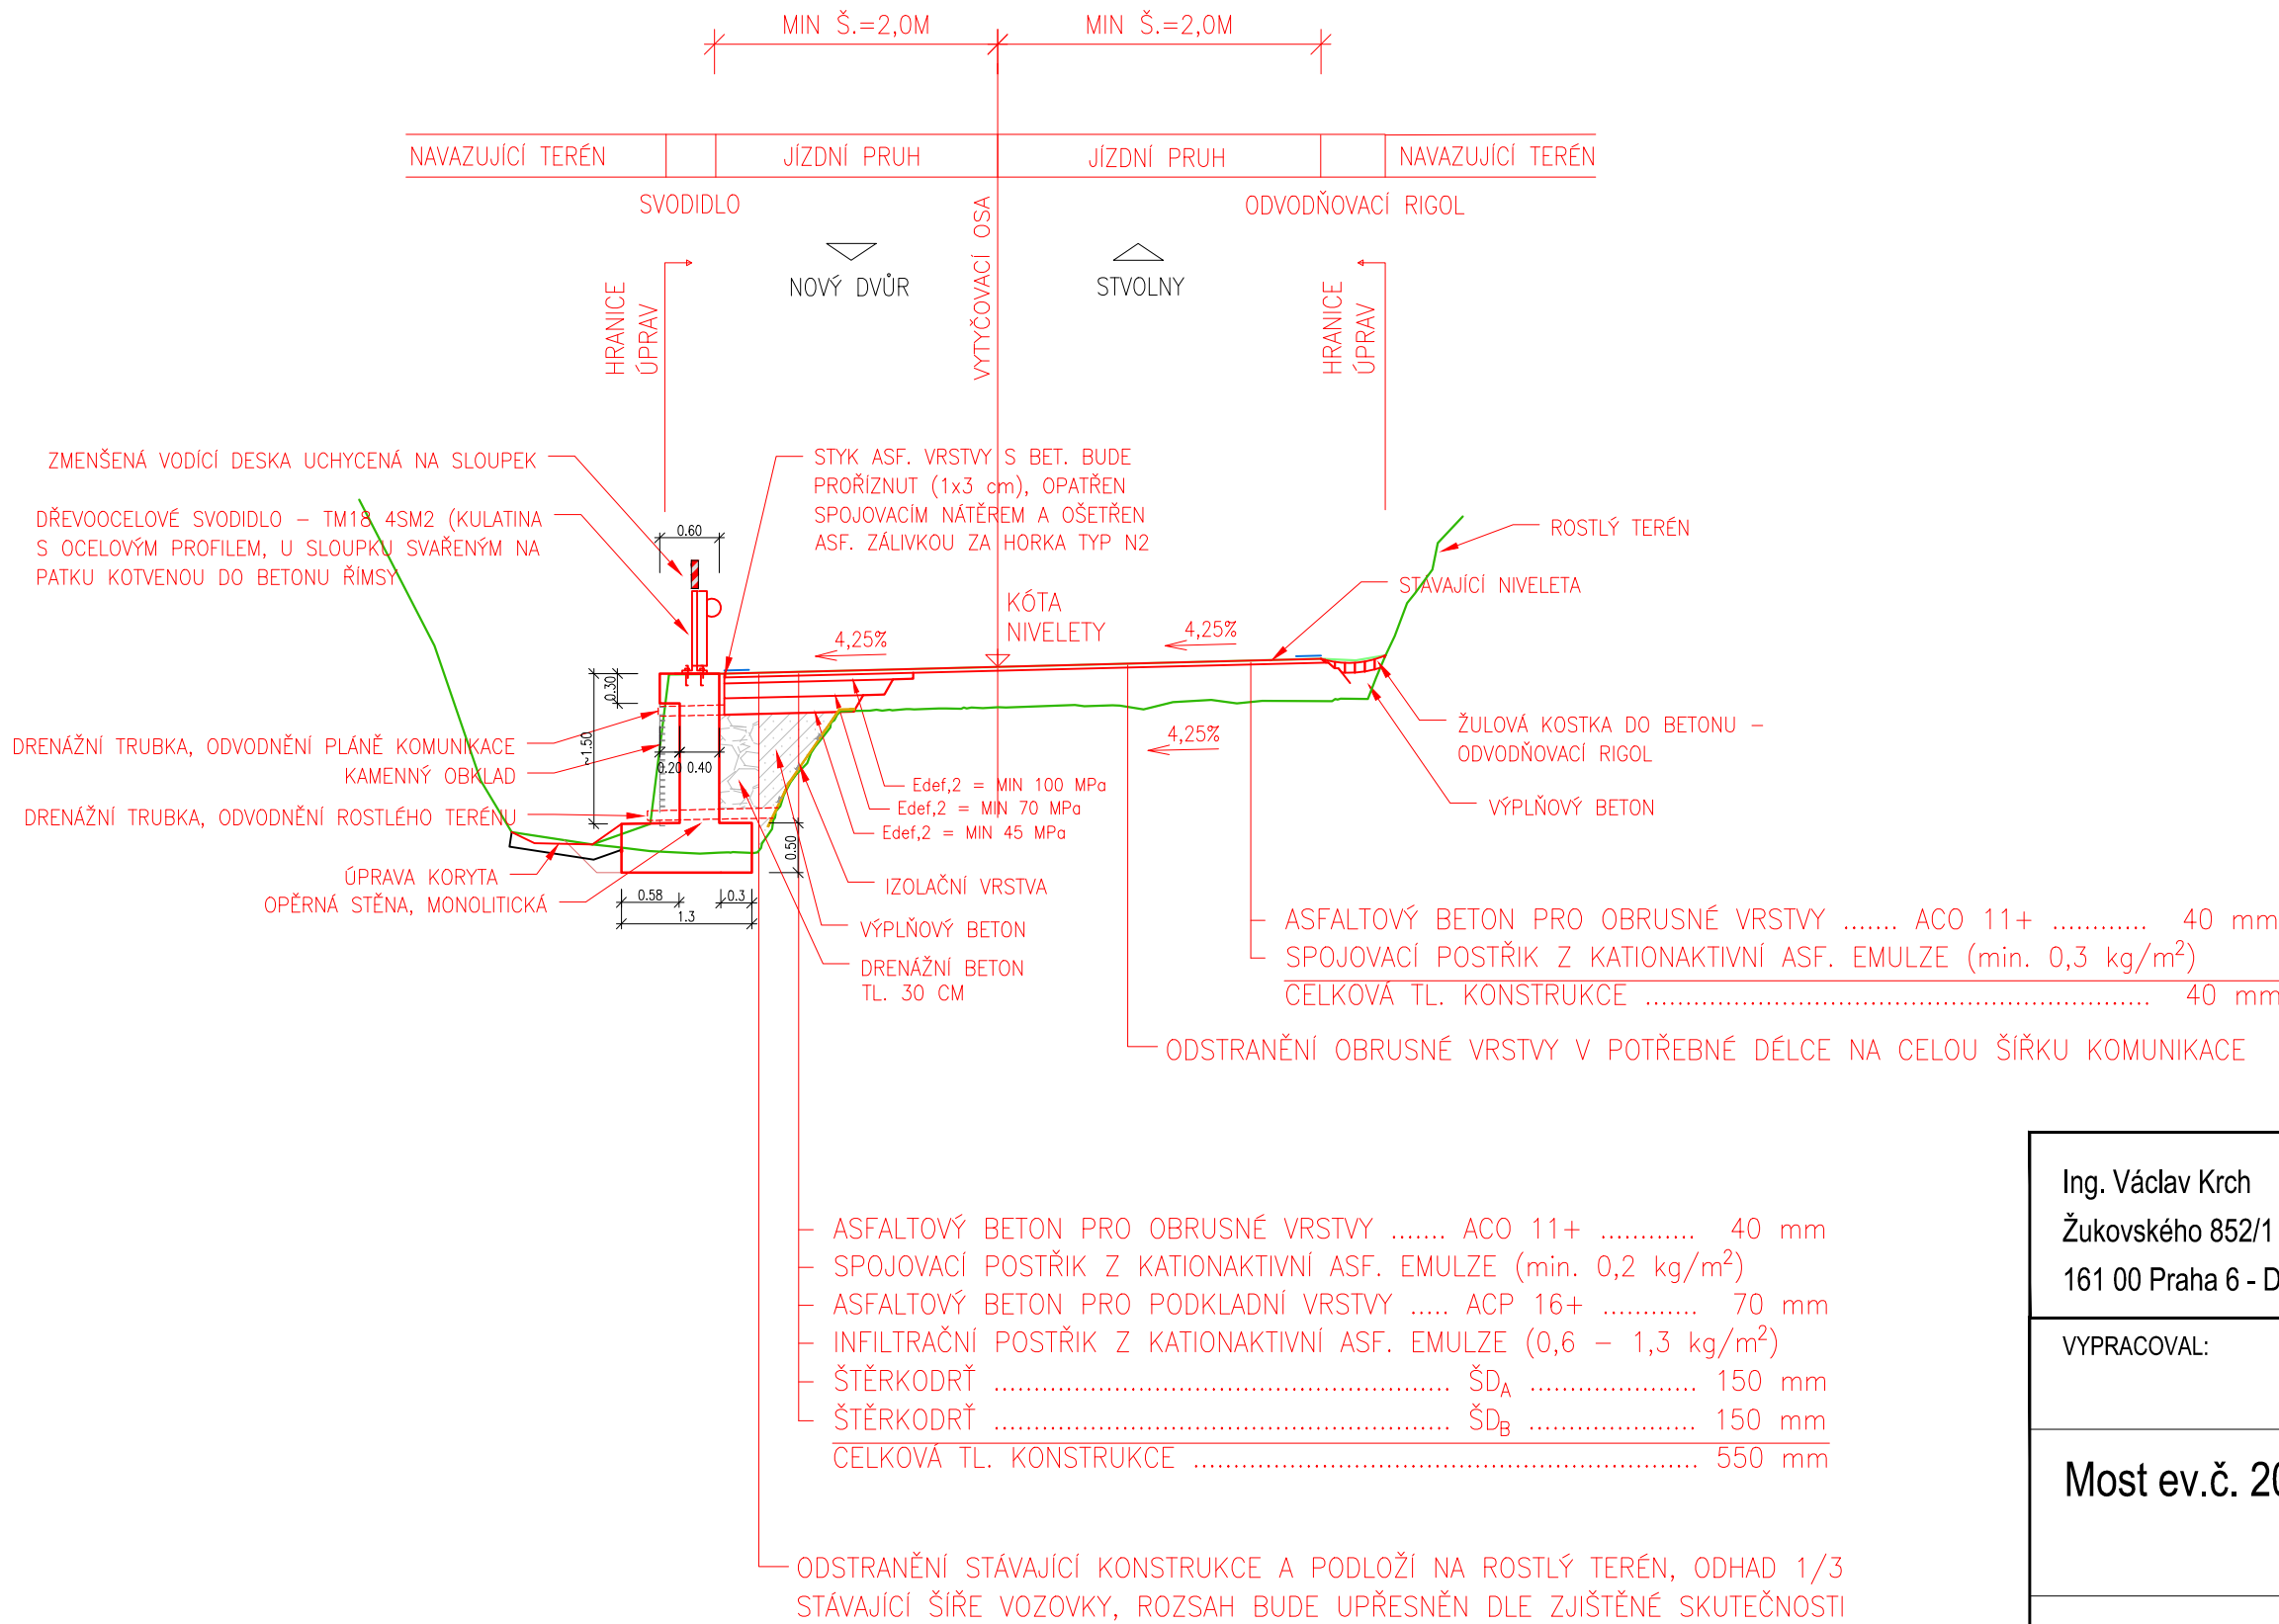 MIN Š.=2,0M
MIN Š.=2,0M
NAVAZUJÍCÍ TERÉN
JÍZDNÍ PRUH
JÍZDNÍ PRUH
NAVAZUJÍCÍ TERÉN
SVODIDLO
ODVODŇOVACÍ RIGOL
VYTYČOVACÍ OSA
NOVÝ DVŮR
STVOLNY
HRANICE
ÚPRAV
HRANICE
ÚPRAV
ZMENŠENÁ VODÍCÍ DESKA UCHYCENÁ NA SLOUPEK
DŘEVOOCELOVÉ SVODIDLO – TM18 4SM2 (KULATINA
S OCELOVÝM PROFILEM, U SLOUPKU SVAŘENÝM NA
PATKU KOTVENOU DO BETONU ŘÍMSY
STYK ASF. VRSTVY S BET. BUDE
PROŘÍZNUT (1x3 cm), OPATŘEN
SPOJOVACÍM NÁTĚREM A OŠETŘEN
ASF. ZÁLIVKOU ZA HORKA TYP N2
ROSTLÝ TERÉN
STÁVAJÍCÍ NIVELETA
0.60
KÓTA
NIVELETY
4,25%
4,25%
0.30
~1.50
0.20
0.40
4,25%
DRENÁŽNÍ TRUBKA, ODVODNĚNÍ PLÁNĚ KOMUNIKACE
KAMENNÝ OBKLAD
DRENÁŽNÍ TRUBKA, ODVODNĚNÍ ROSTLÉHO TERÉNU
ŽULOVÁ KOSTKA DO BETONU –
ODVODŇOVACÍ RIGOL
VÝPLŇOVÝ BETON
Edef,2 = MIN 100 MPa
Edef,2 = MIN 70 MPa
Edef,2 = MIN 45 MPa
0.50
ÚPRAVA KORYTA
OPĚRNÁ STĚNA, MONOLITICKÁ
0.58
0.3
1.3
IZOLAČNÍ VRSTVA
VÝPLŇOVÝ BETON
DRENÁŽNÍ BETON
TL. 30 CM
ASFALTOVÝ BETON PRO OBRUSNÉ VRSTVY ....... ACO 11+ ............ 40 mm
SPOJOVACÍ POSTŘIK Z KATIONAKTIVNÍ ASF. EMULZE (min. 0,3 kg/m²)
CELKOVÁ TL. KONSTRUKCE ............................................................... 40 mm
ODSTRANĚNÍ OBRUSNÉ VRSTVY V POTŘEBNÉ DÉLCE NA CELOU ŠÍŘKU KOMUNIKACE
ASFALTOVÝ BETON PRO OBRUSNÉ VRSTVY ....... ACO 11+ ............ 40 mm
SPOJOVACÍ POSTŘIK Z KATIONAKTIVNÍ ASF. EMULZE (min. 0,2 kg/m²)
ASFALTOVÝ BETON PRO PODKLADNÍ VRSTVY ..... ACP 16+ ............ 70 mm
INFILTRAČNÍ POSTŘIK Z KATIONAKTIVNÍ ASF. EMULZE (0,6 – 1,3 kg/m²)
ŠTĚRKODRŤ ......................................................... ŠDA ..................... 150 mm
ŠTĚRKODRŤ ......................................................... ŠDB ..................... 150 mm
CELKOVÁ TL. KONSTRUKCE ............................................................... 550 mm
ODSTRANĚNÍ STÁVAJÍCÍ KONSTRUKCE A PODLOŽÍ NA ROSTLÝ TERÉN, ODHAD 1/3
STÁVAJÍCÍ ŠÍŘE VOZOVKY, ROZSAH BUDE UPŘESNĚN DLE ZJIŠTĚNÉ SKUTEČNOSTI
Ing. Václav Krch
Žukovského 852/1
161 00 Praha 6 - D
VYPRACOVAL:
Most ev.č. 20